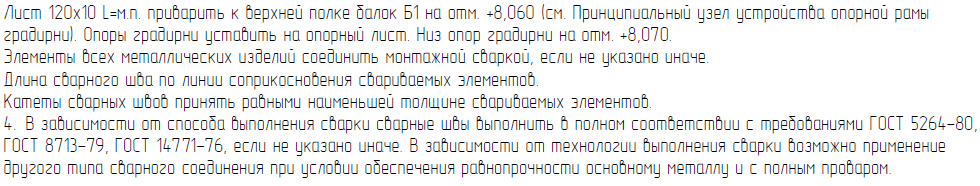 Лист 120х10 L=м.п. приварить к верхней полке балок Б1 на отм. +8,060 (см. Принципиальный узел устройства опорной рамы
градирни). Опоры градирни уставить на опорный лист. Низ опор градирни на отм. +8,070.
Элементы всех металлических изделий соединить монтажной сваркой, если не указано иначе.
Длина сварного шва по линии соприкосновения свариваемых элементов.
Катеты сварных швов принять равными наименьшей толщине свариваемых элементов.
4. В зависимости от способа выполнения сварки сварные швы выполнить в полном соответствии с требованиями ГОСТ 5264-80,
ГОСТ 8713-79, ГОСТ 14771-76, если не указано иначе. В зависимости от технологии выполнения сварки возможно применение
другого типа сварного соединения при условии обеспечения равнопрочности основному металлу и с полным проваром.